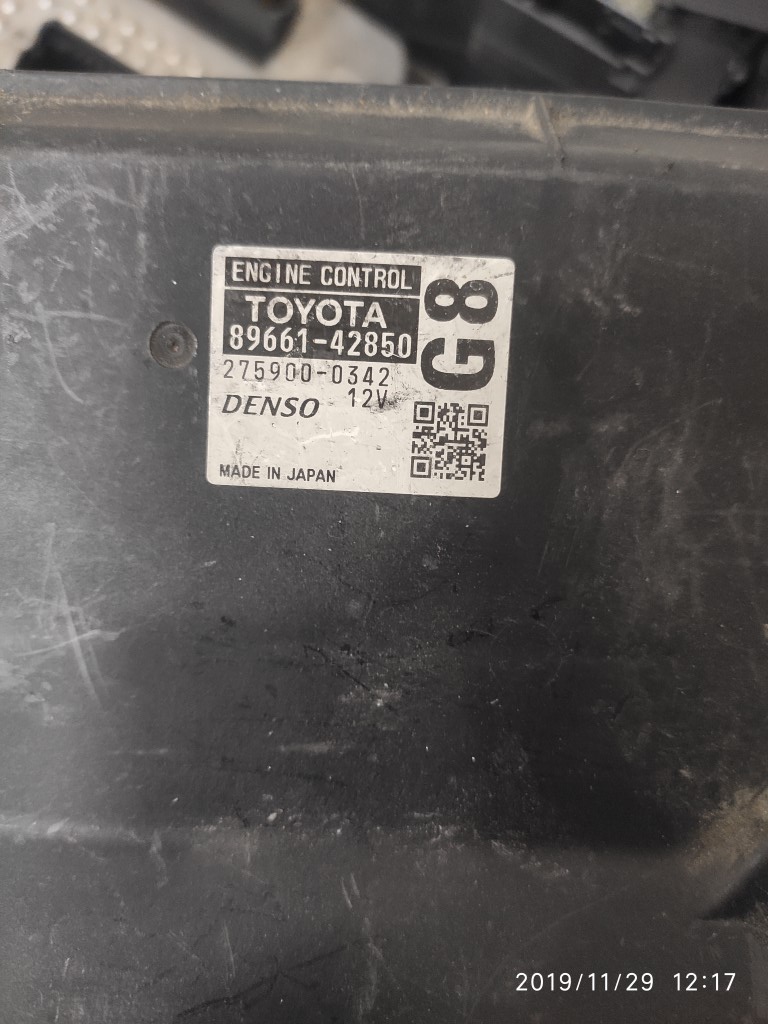 ENGINE CONTROL
TOYOTA
89661-42850
G8
275900-0342
12V
DENSO
MADE IN JAPAN
2019/11/29 12:17